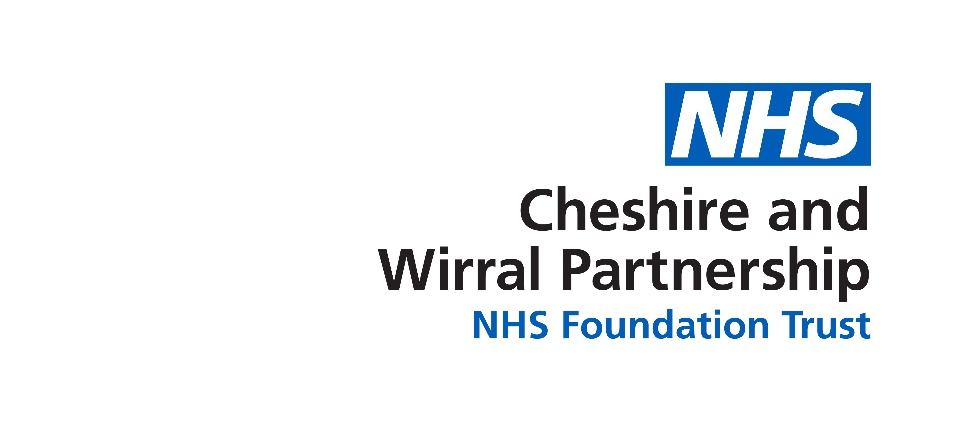 NHS
Cheshire and
Wirral Partnership
NHS Foundation Trust